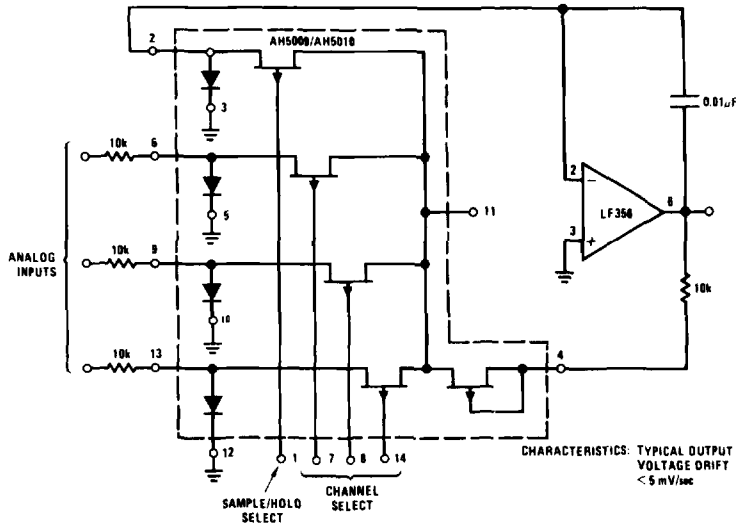 AH5009/AH5010
2
3
0.01μF
10k
6
5
2
−
LF356
6
3
+
11
ANALOG
INPUTS
10k
9
10
10k
10k
13
4
12
1
7
8
14
SAMPLE/HOLD
SELECT
CHANNEL
SELECT
CHARACTERISTICS: TYPICAL OUTPUT
VOLTAGE DRIFT
< 5 mV/sec